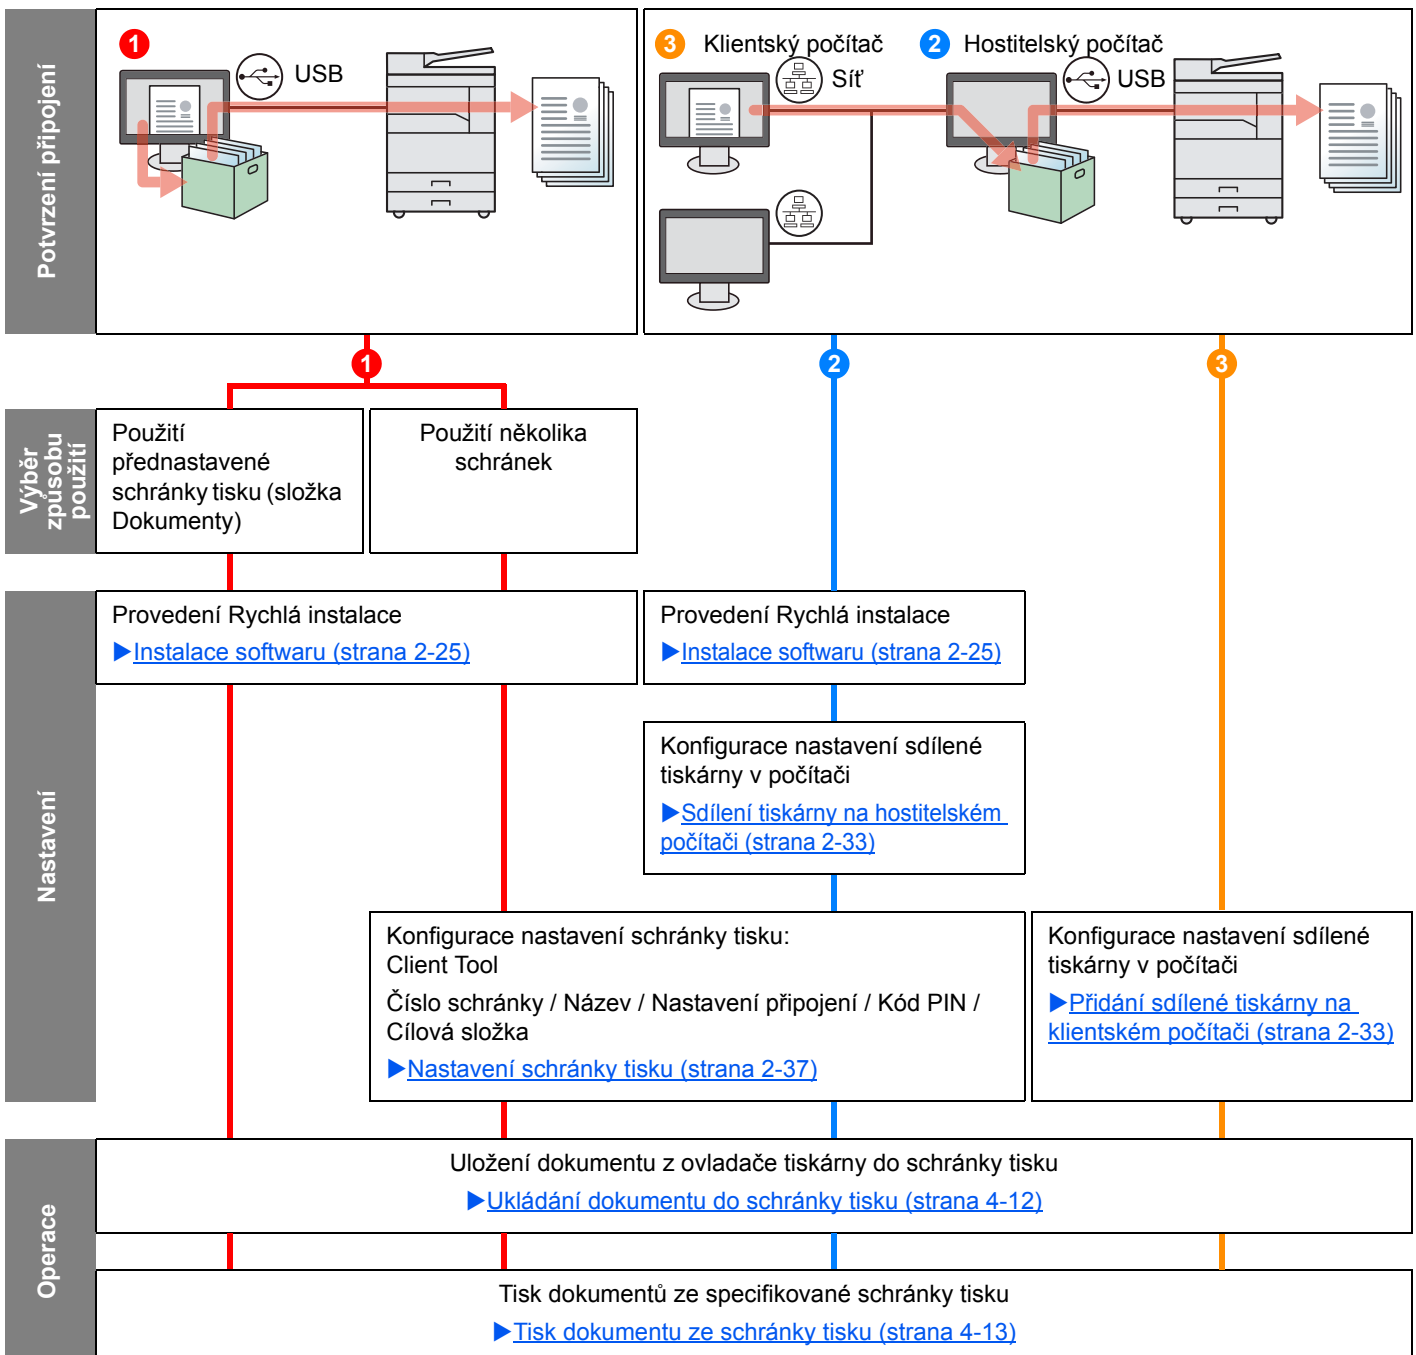 Potvrzení připojení
1
USB
3 Klientský počítač
2 Hostitelský počítač
Síť
USB
1
2
3
Výběr
způsobu
použití
Použití
přednastavené
schránky tisku (složka
Dokumenty)
Použití několika
schránek
Nastavení
Provedení Rychlá instalace
▶Instalace softwaru (strana 2-25)
Provedení Rychlá instalace
▶Instalace softwaru (strana 2-25)
Konfigurace nastavení sdílené
tiskárny v počítači
▶Sdílení tiskárny na hostitelském
počítači (strana 2-33)
Konfigurace nastavení schránky tisku:
Client Tool
Číslo schránky / Název / Nastavení připojení / Kód PIN /
Cílová složka
▶Nastavení schránky tisku (strana 2-37)
Konfigurace nastavení sdílené
tiskárny v počítači
▶Přidání sdílené tiskárny na
klientském počítači (strana 2-33)
Operace
Uložení dokumentu z ovladače tiskárny do schránky tisku
▶Ukládání dokumentu do schránky tisku (strana 4-12)
Tisk dokumentů ze specifikované schránky tisku
▶Tisk dokumentu ze schránky tisku (strana 4-13)